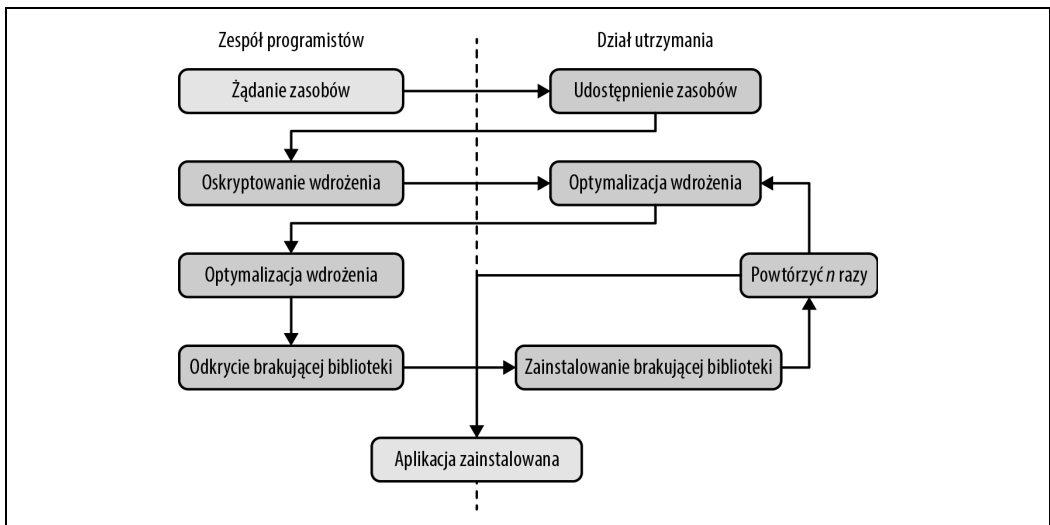 Zespół programistów
Dział utrzymania
Żądanie zasobów
Udostępnienie zasobów
Oskryptowanie wdrożenia
Optymalizacja wdrożenia
Optymalizacja wdrożenia
Powtórzyć n razy
Odkrycie brakującej biblioteki
Zainstalowanie brakującej biblioteki
Aplikacja zainstalowana